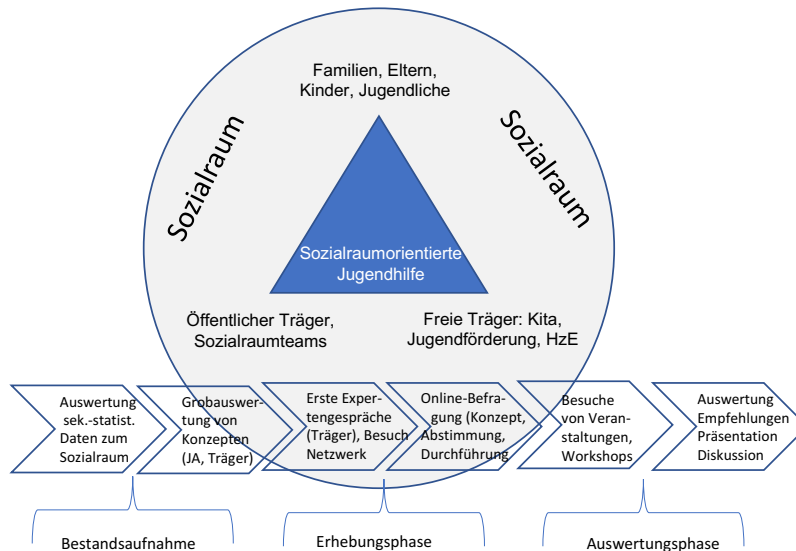 Familien, Eltern,
Kinder, Jugendliche
Sozialraum
Sozialraum
Sozialraumorientierte
Jugendhilfe
Öffentlicher Träger,
Sozialraumteams
Freie Träger: Kita,
Jugendförderung, HzE
Auswertung
sek.-statist.
Daten zum
Sozialraum
Grobauswer-
tung von
Konzepten
(JA, Träger)
Erste Exper-
tengespräche
(Träger), Besuch
Netzwerk
Online-Befra-
gung (Konzept,
Abstimmung,
Durchführung
Besuche
von Veran-
staltungen,
Workshops
Auswertung
Empfehlungen
Präsentation
Diskussion
Bestandsaufnahme
Erhebungsphase
Auswertungsphase